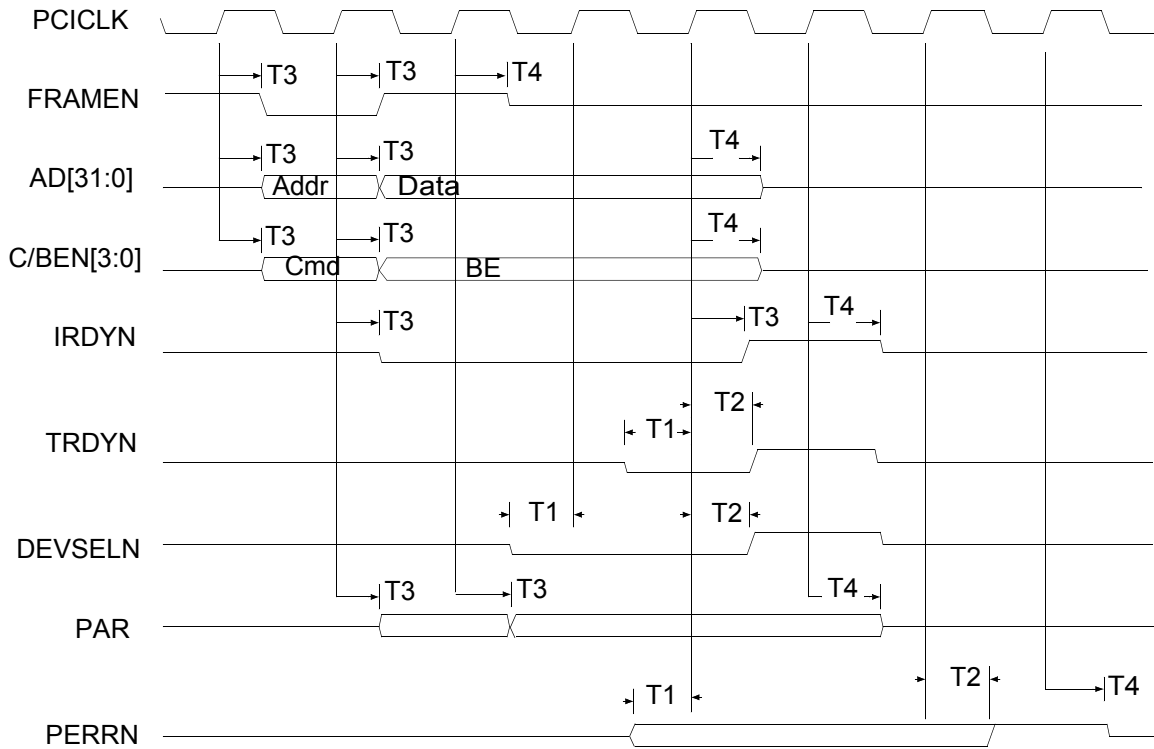 PCICLK
T3 T3 T4
FRAMEN
T3 T3 T4
AD[31:0] Addr Data
T3 T3 T4
C/BEN[3:0] Cmd BE
T3 T3 T4
IRDYN
T2
T1
TRDYN
T1 T2
DEVSELN
T3 T3 T4
PAR
T1 T2 T4
PERRN